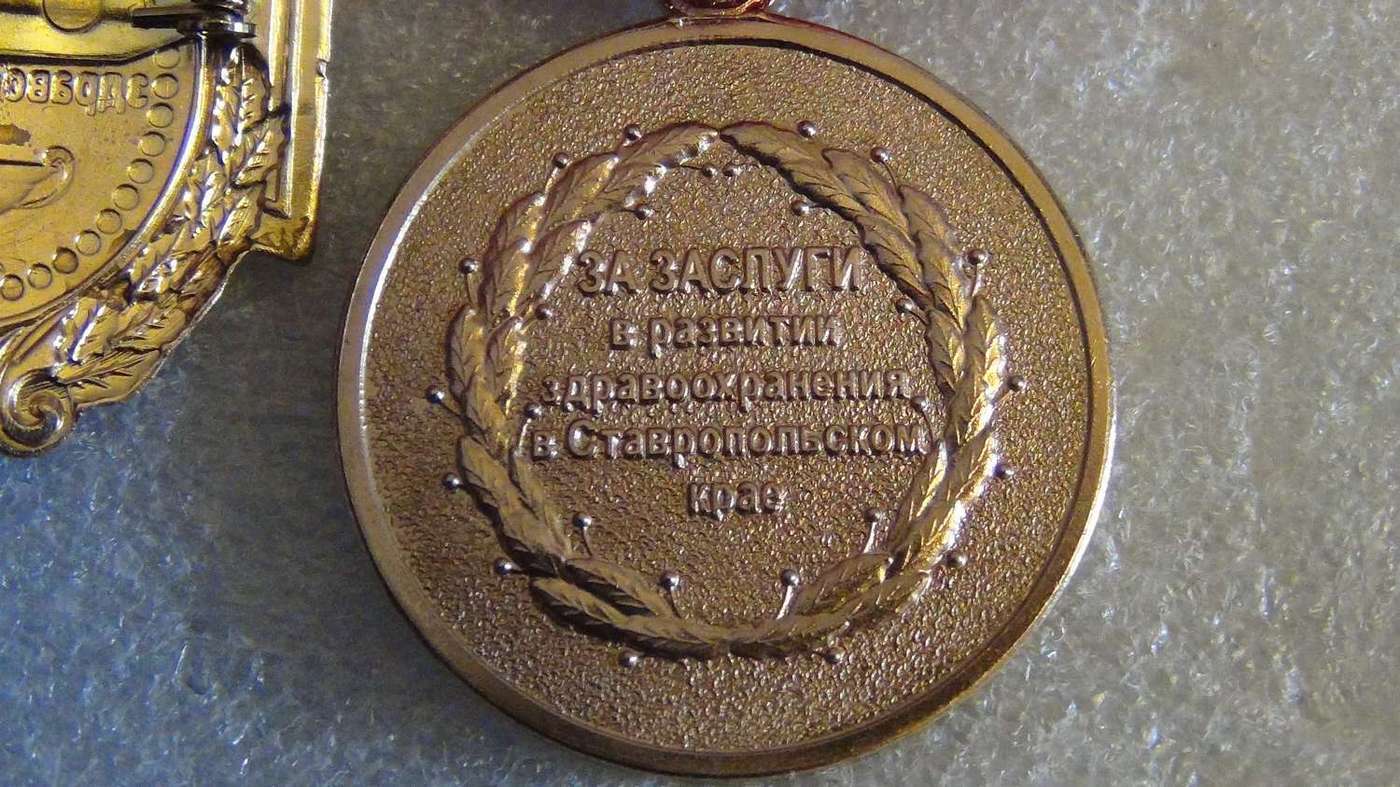 ЗА ЗАСЛУГИ
в развитии
здравоохранения
в Ставропольском
крае